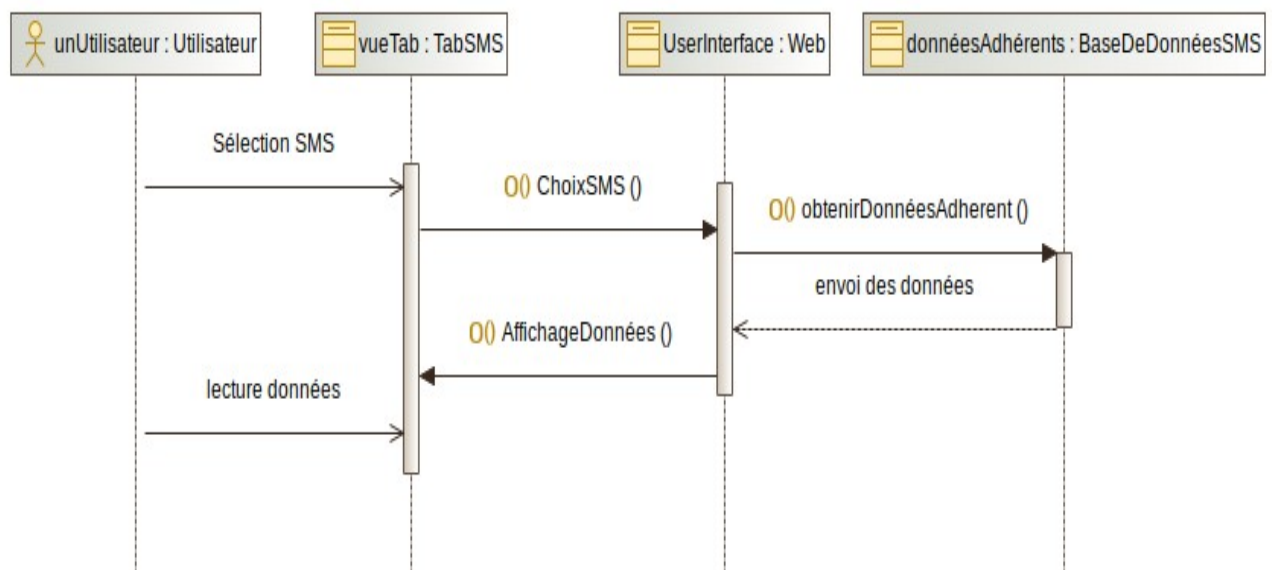 unUtilisateur : Utilisateur
vueTab : TabSMS
UserInterface : Web
donnéesAdhérents : BaseDeDonnéesSMS
Sélection SMS
O() ChoixSMS ()
O() obtenirDonnéesAdherent ()
envoi des données
O() AffichageDonnées ()
lecture données